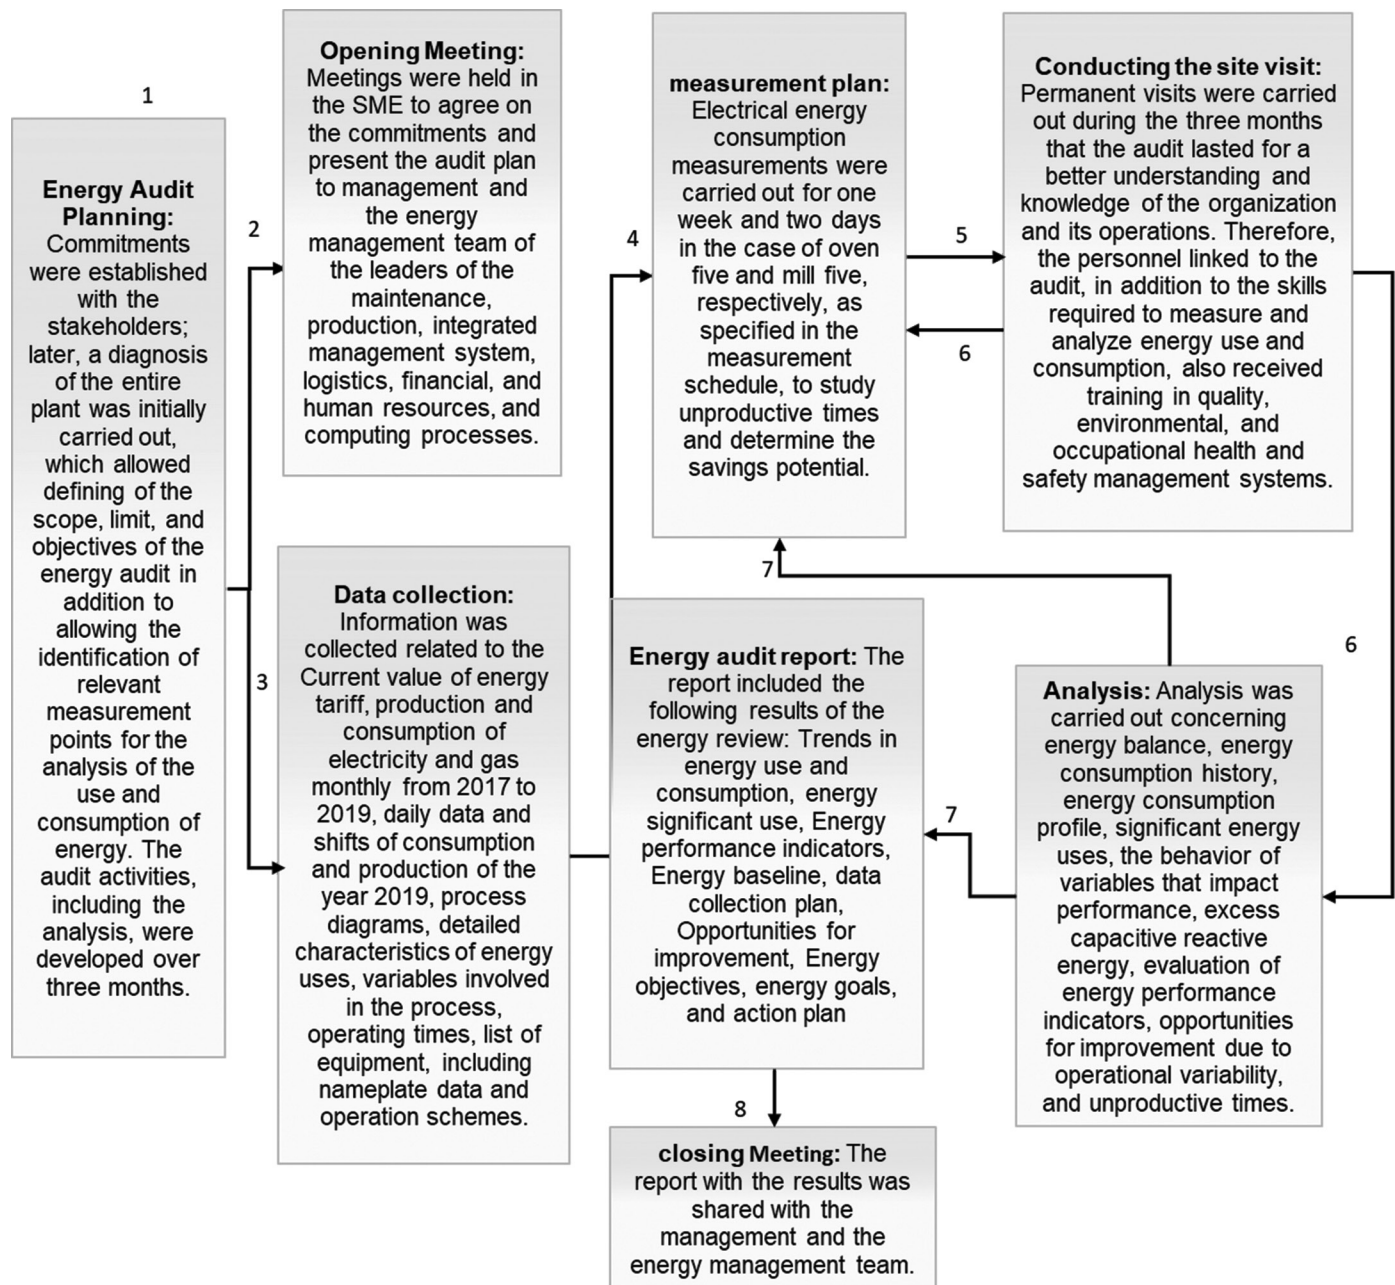 1
Energy Audit
Planning:
Commitments
were established
with the
stakeholders;
later, a diagnosis
of the entire
plant was initially
carried out,
which allowed
defining of the
scope, limit, and
objectives of the
energy audit in
addition to
allowing the
identification of
relevant
measurement
points for the
analysis of the
use and
consumption of
energy. The
audit activities,
including the
analysis, were
developed over
three months.
2
Opening Meeting:
Meetings were held in
the SME to agree on
the commitments and
present the audit plan
to management and
the energy
management team of
the leaders of the
maintenance,
production, integrated
management system,
logistics, financial, and
human resources, and
computing processes.
3
Data collection:
Information was
collected related to the
Current value of energy
tariff, production and
consumption of
electricity and gas
monthly from 2017 to
2019, daily data and
shifts of consumption
and production of the
year 2019, process
diagrams, detailed
characteristics of energy
uses, variables involved
in the process,
operating times, list of
equipment, including
nameplate data and
operation schemes.
4
measurement plan:
Electrical energy
consumption
measurements were
carried out for one
week and two days
in the case of oven
five and mill five,
respectively, as
specified in the
measurement
schedule, to study
unproductive times
and determine the
savings potential.
5
6
Conducting the site visit:
Permanent visits were carried
out during the three months
that the audit lasted for a
better understanding and
knowledge of the organization
and its operations. Therefore,
the personnel linked to the
audit, in addition to the skills
required to measure and
analyze energy use and
consumption, also received
training in quality,
environmental, and
occupational health and
safety management systems.
6
7
Analysis: Analysis was
carried out concerning
energy balance, energy
consumption history,
energy consumption
profile, significant energy
uses, the behavior of
variables that impact
performance, excess
capacitive reactive
energy, evaluation of
energy performance
indicators, opportunities
for improvement due to
operational variability,
and unproductive times.
7
Energy audit report: The
report included the
following results of the
energy review: Trends in
energy use and
consumption, energy
significant use, Energy
performance indicators,
Energy baseline, data
collection plan,
Opportunities for
improvement, Energy
objectives, energy goals,
and action plan
8
closing Meeting: The
report with the results was
shared with the
management and the
energy management team.